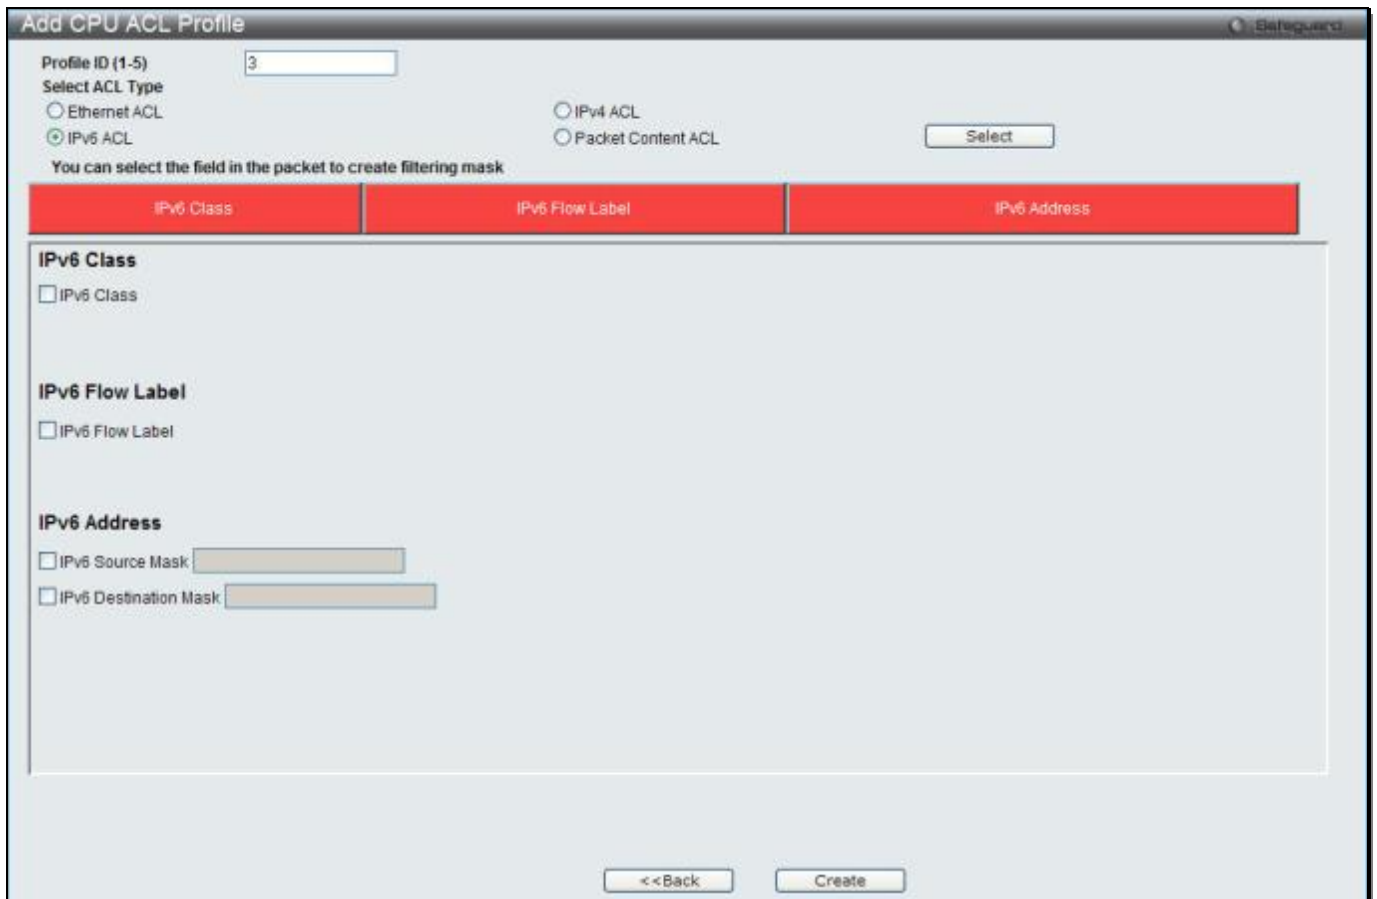 Add CPU ACL Profile
Safeguard
Profile ID (1-5) 3
Select ACL Type
Ethernet ACL IPv4 ACL
IPv6 ACL Packet Content ACL Select
You can select the field in the packet to create filtering mask
IPv6 Class IPv6 Flow Label IPv6 Address
IPv6 Class
IPv6 Class
IPv6 Flow Label
IPv6 Flow Label
IPv6 Address
IPv6 Source Mask
IPv6 Destination Mask
<<Back Create